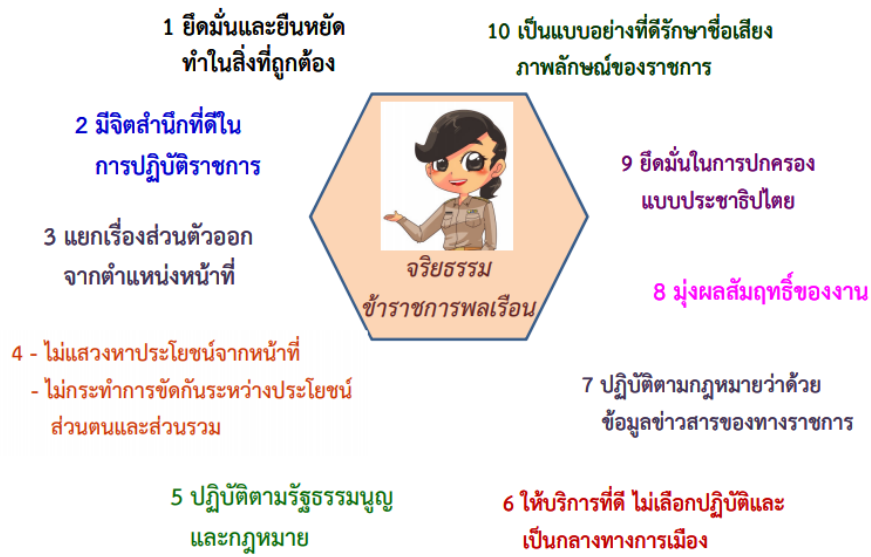 จริยธรรม
ข้าราชการพลเรือน
1 ยึดมั่นและยืนหยัด
ทำในสิ่งที่ถูกต้อง
2 มีจิตสำนึกที่ดีใน
การปฏิบัติราชการ
3 แยกเรื่องส่วนตัวออก
จากตำแหน่งหน้าที่
4 - ไม่แสวงหาประโยชน์จากหน้าที่
- ไม่กระทำการขัดกันระหว่างประโยชน์
ส่วนตนและส่วนรวม
5 ปฏิบัติตามรัฐธรรมนูญ
และกฎหมาย
6 ให้บริการที่ดี ไม่เลือกปฏิบัติและ
เป็นกลางทางการเมือง
7 ปฏิบัติตามกฎหมายว่าด้วย
ข้อมูลข่าวสารของทางราชการ
8 มุ่งผลสัมฤทธิ์ของงาน
9 ยึดมั่นในการปกครอง
แบบประชาธิปไตย
10 เป็นแบบอย่างที่ดีรักษาชื่อเสียง
ภาพลักษณ์ของราชการ